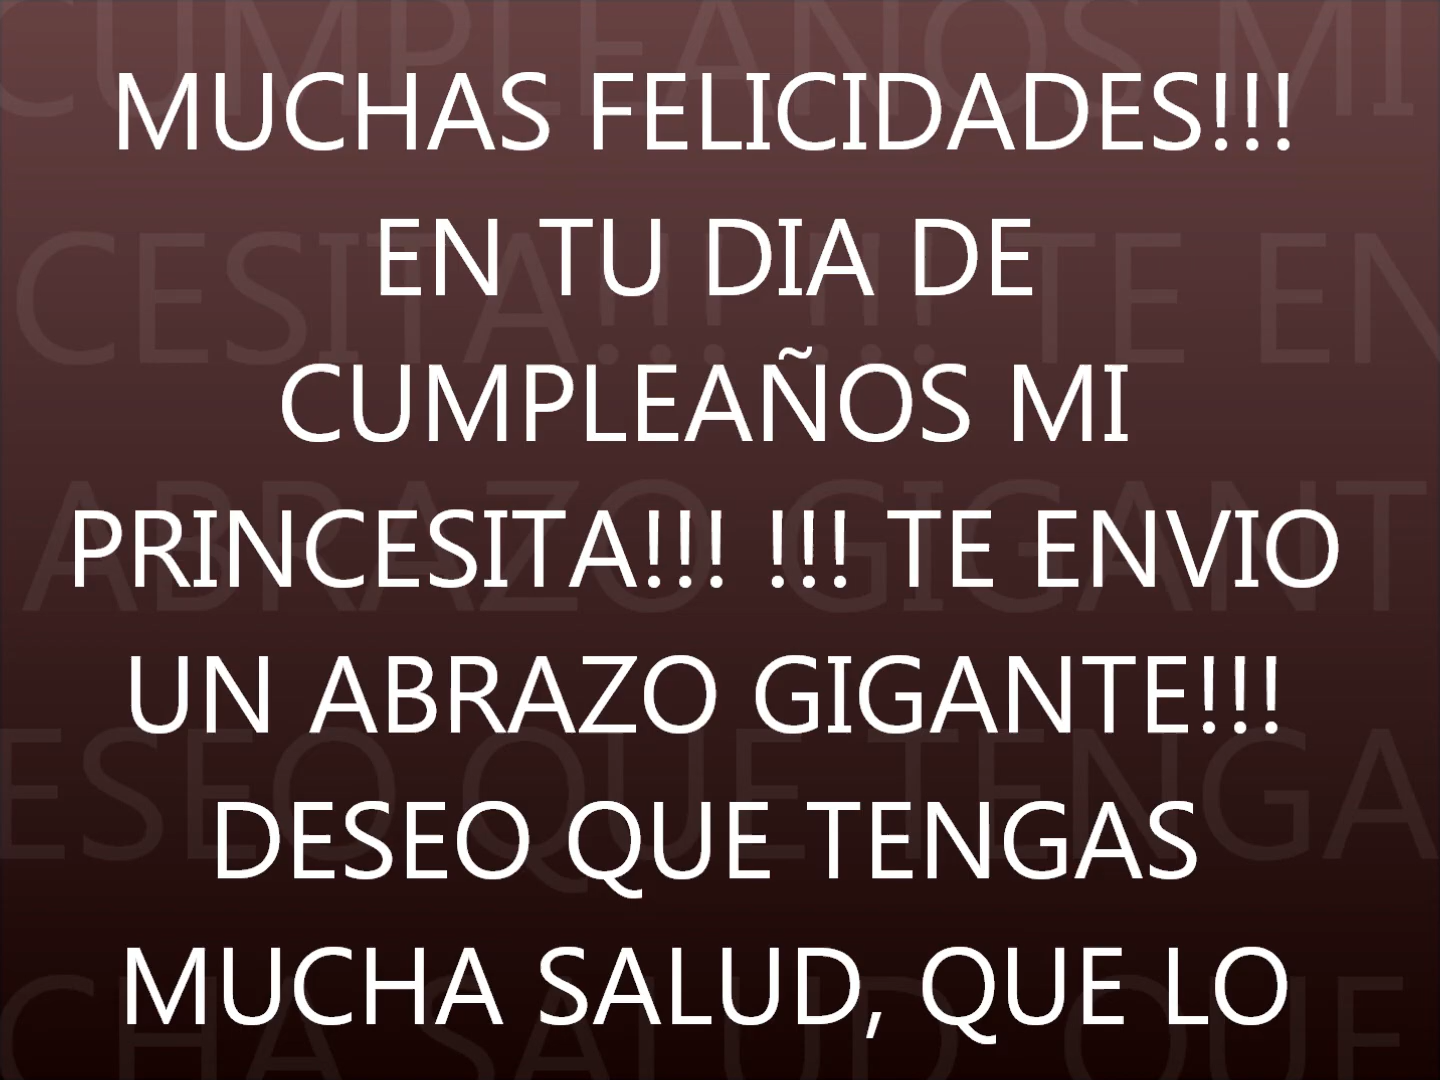 MUCHAS FELICIDADES!!!
EN TU DIA DE
CUMPLEAÑOS MI
PRINCESITA!!! !!! TE ENVIO
UN ABRAZO GIGANTE!!!
DESEO QUE TENGAS
MUCHA SALUD, QUE LO